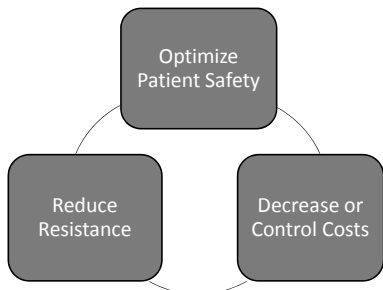 Optimize
Patient Safety
Reduce
Resistance
Decrease or
Control Costs